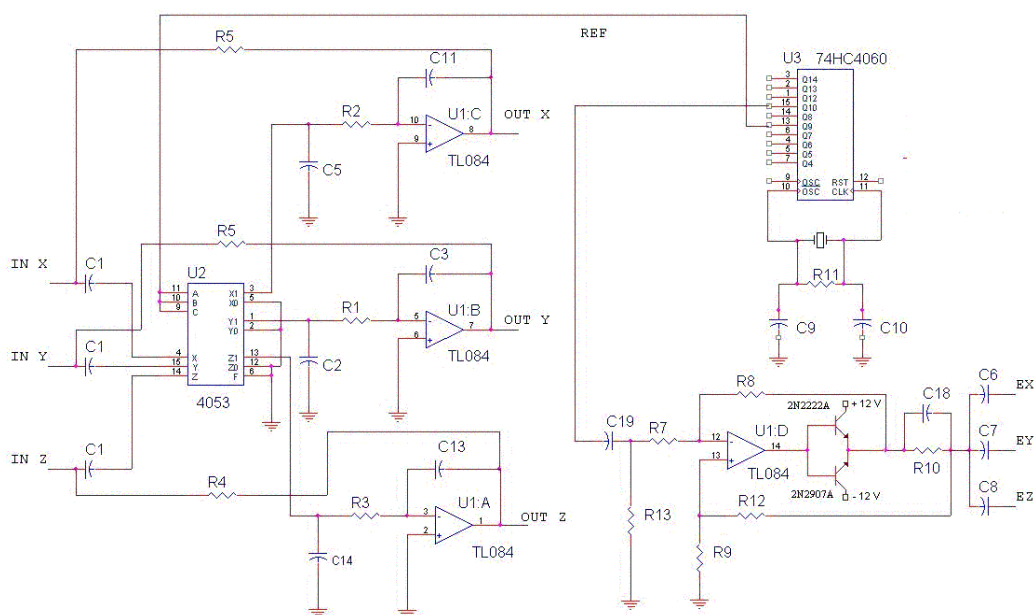 REF
U3 74HC4060
3 Q14
2 Q13
1 Q12
15 Q10
14 Q8
13 Q9
6 Q7
4 Q6
5 Q5
7 Q4
9 OSC RST 12
10 OSC CLK 11
R11
C9 C10
R5
C11
R2
U1:C
10 -
9 +
8
OUT X
TL084
C5
R5
C3
IN X
C1
U2
11 A X1 3
10 B X0 5
9 C
Y1 1
Y0 2
4 X Z1 13
15 Y Z0 12
14 Z F 6
4053
R1
U1:B
5 -
6 +
7
OUT Y
TL084
C2
IN Y
C1
IN Z
C1
R4
C13
R3
U1:A
3 -
2 +
1
OUT Z
TL084
C14
C19
R7
R8
2N2222A
+12 V
U1:D
12 -
13 +
14
TL084
2N2907A
-12 V
C18
R10
R12
R13
R9
C6 EX
C7 EY
C8 EZ